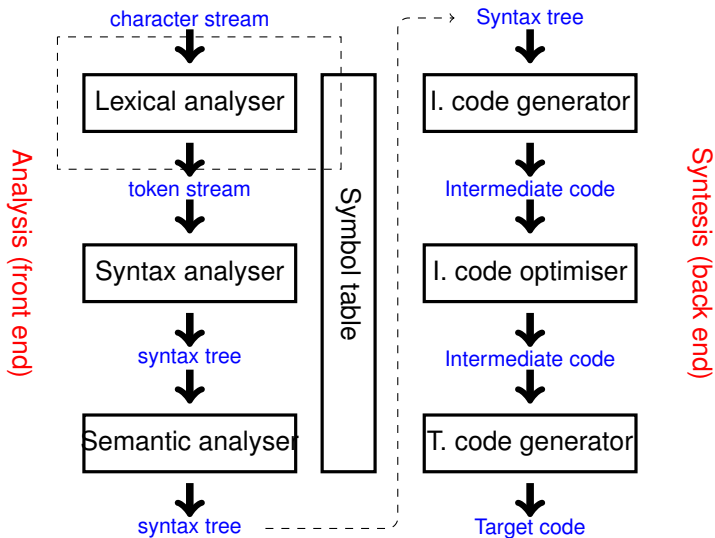 character stream
Lexical analyser
token stream
Syntax analyser
syntax tree
Semantic analyser
syntax tree
Analysis (front end)
Symbol table
Syntax tree
I. code generator
Intermediate code
I. code optimiser
Intermediate code
T. code generator
Target code
Syntesis (back end)